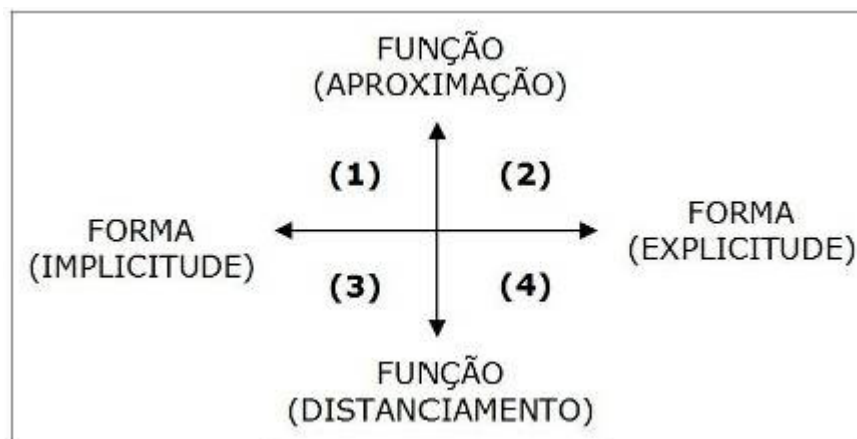 FUNÇÃO
(APROXIMAÇÃO)
(1)
(2)
FORMA
(IMPLICITUDE)
FORMA
(EXPLICITUDE)
(3)
(4)
FUNÇÃO
(DISTANCIAMENTO)